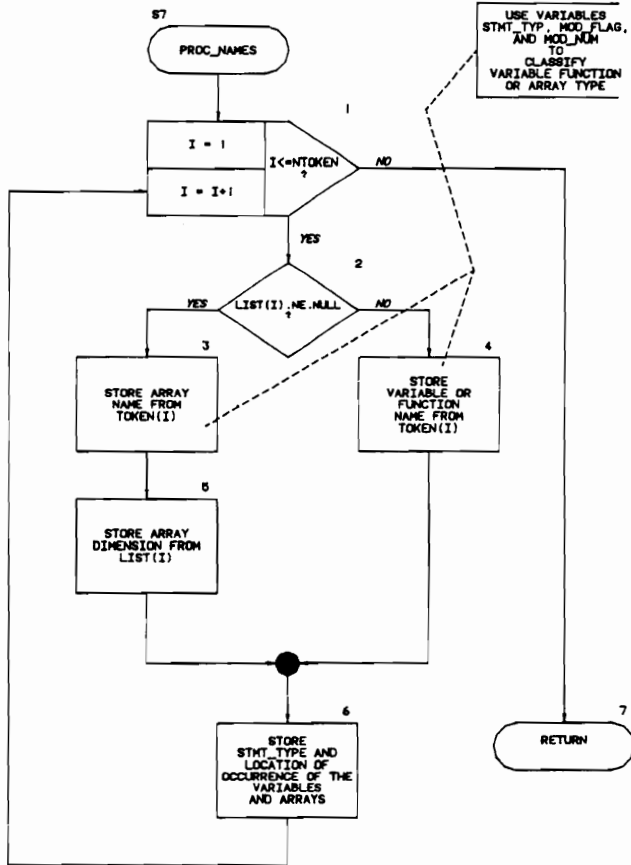 S7
PROC_NAMES
USE VARIABLES
STMT_TYP, MOD_FLAG,
AND MOD_NUM
TO
CLASSIFY
VARIABLE FUNCTION
OR ARRAY TYPE
1
I = 1
I = I+1
I<=NTOKEN
?
NO
YES
2
LIST(I).NE.NULL
?
YES
NO
3
STORE ARRAY
NAME FROM
TOKEN(I)
4
STORE
VARIABLE OR
FUNCTION
NAME FROM
TOKEN(I)
5
STORE ARRAY
DIMENSION FROM
LIST(I)
6
STORE
STMT_TYPE AND
LOCATION OF
OCCURRENCE OF THE
VARIABLES
AND ARRAYS
7
RETURN